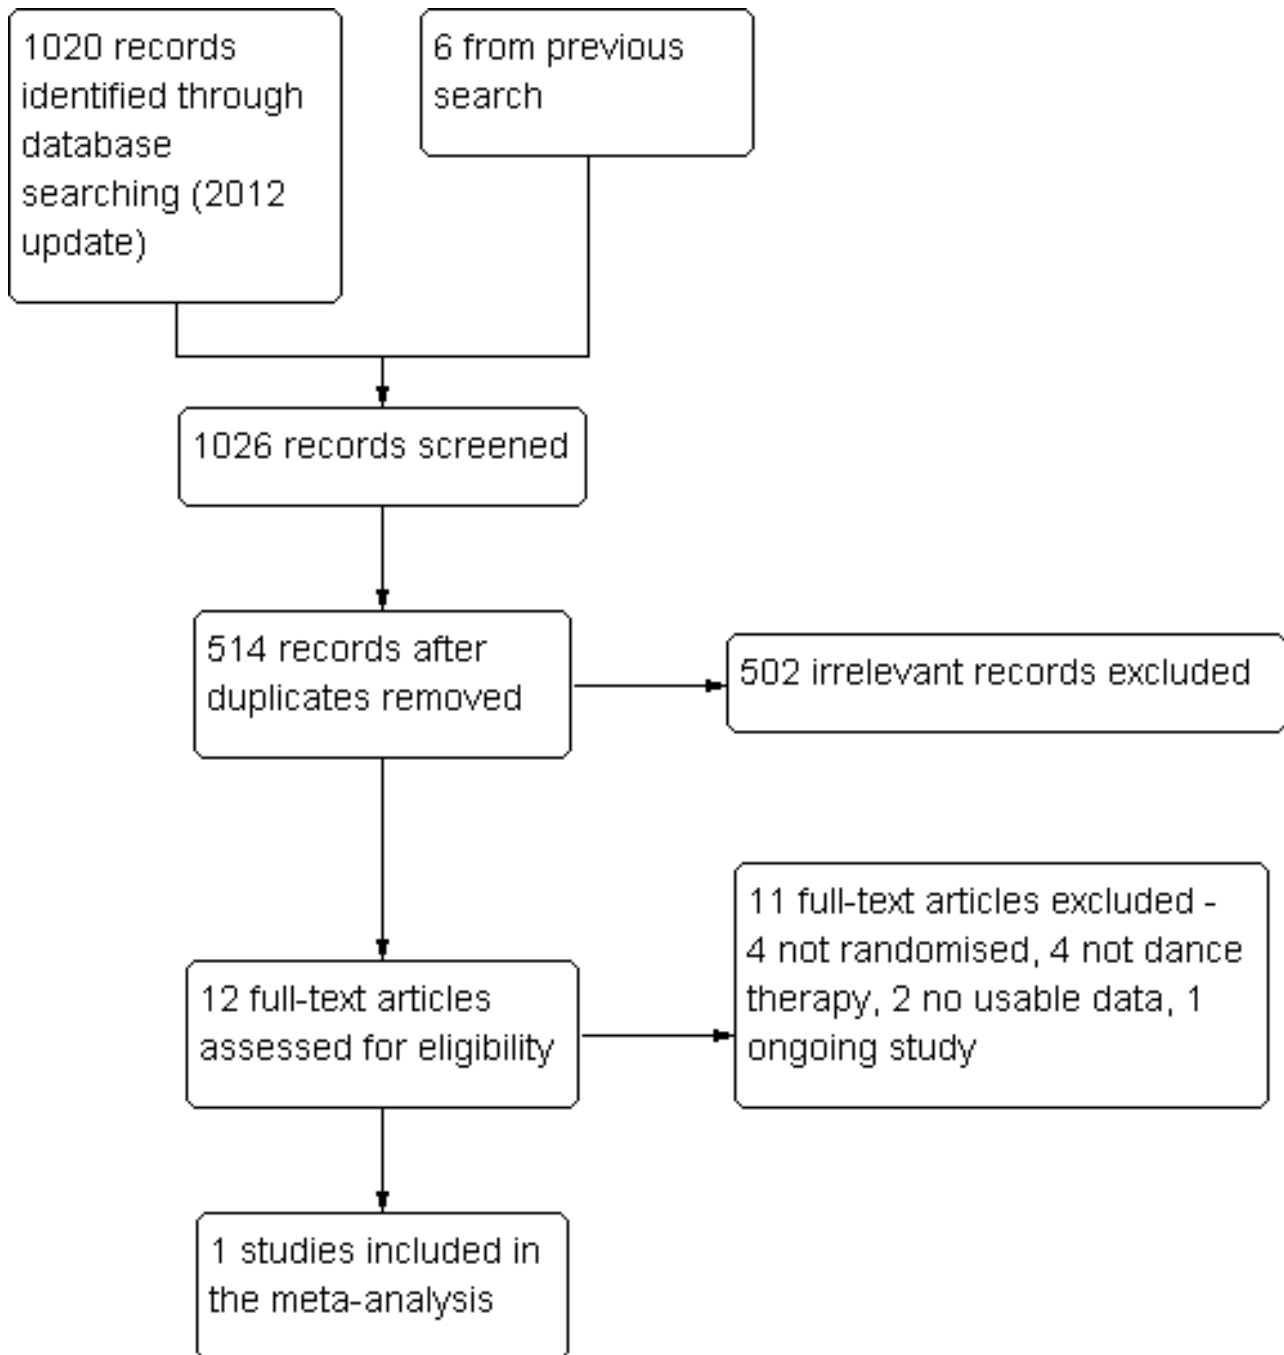 1020 records
identified through
database
searching (2012
update)
6 from previous
search
1026 records screened
514 records after
duplicates removed
502 irrelevant records excluded
11 full-text articles excluded -
4 not randomised, 4 not dance
therapy, 2 no usable data, 1
ongoing study
12 full-text articles
assessed for eligibility
1 studies included in
the meta-analysis